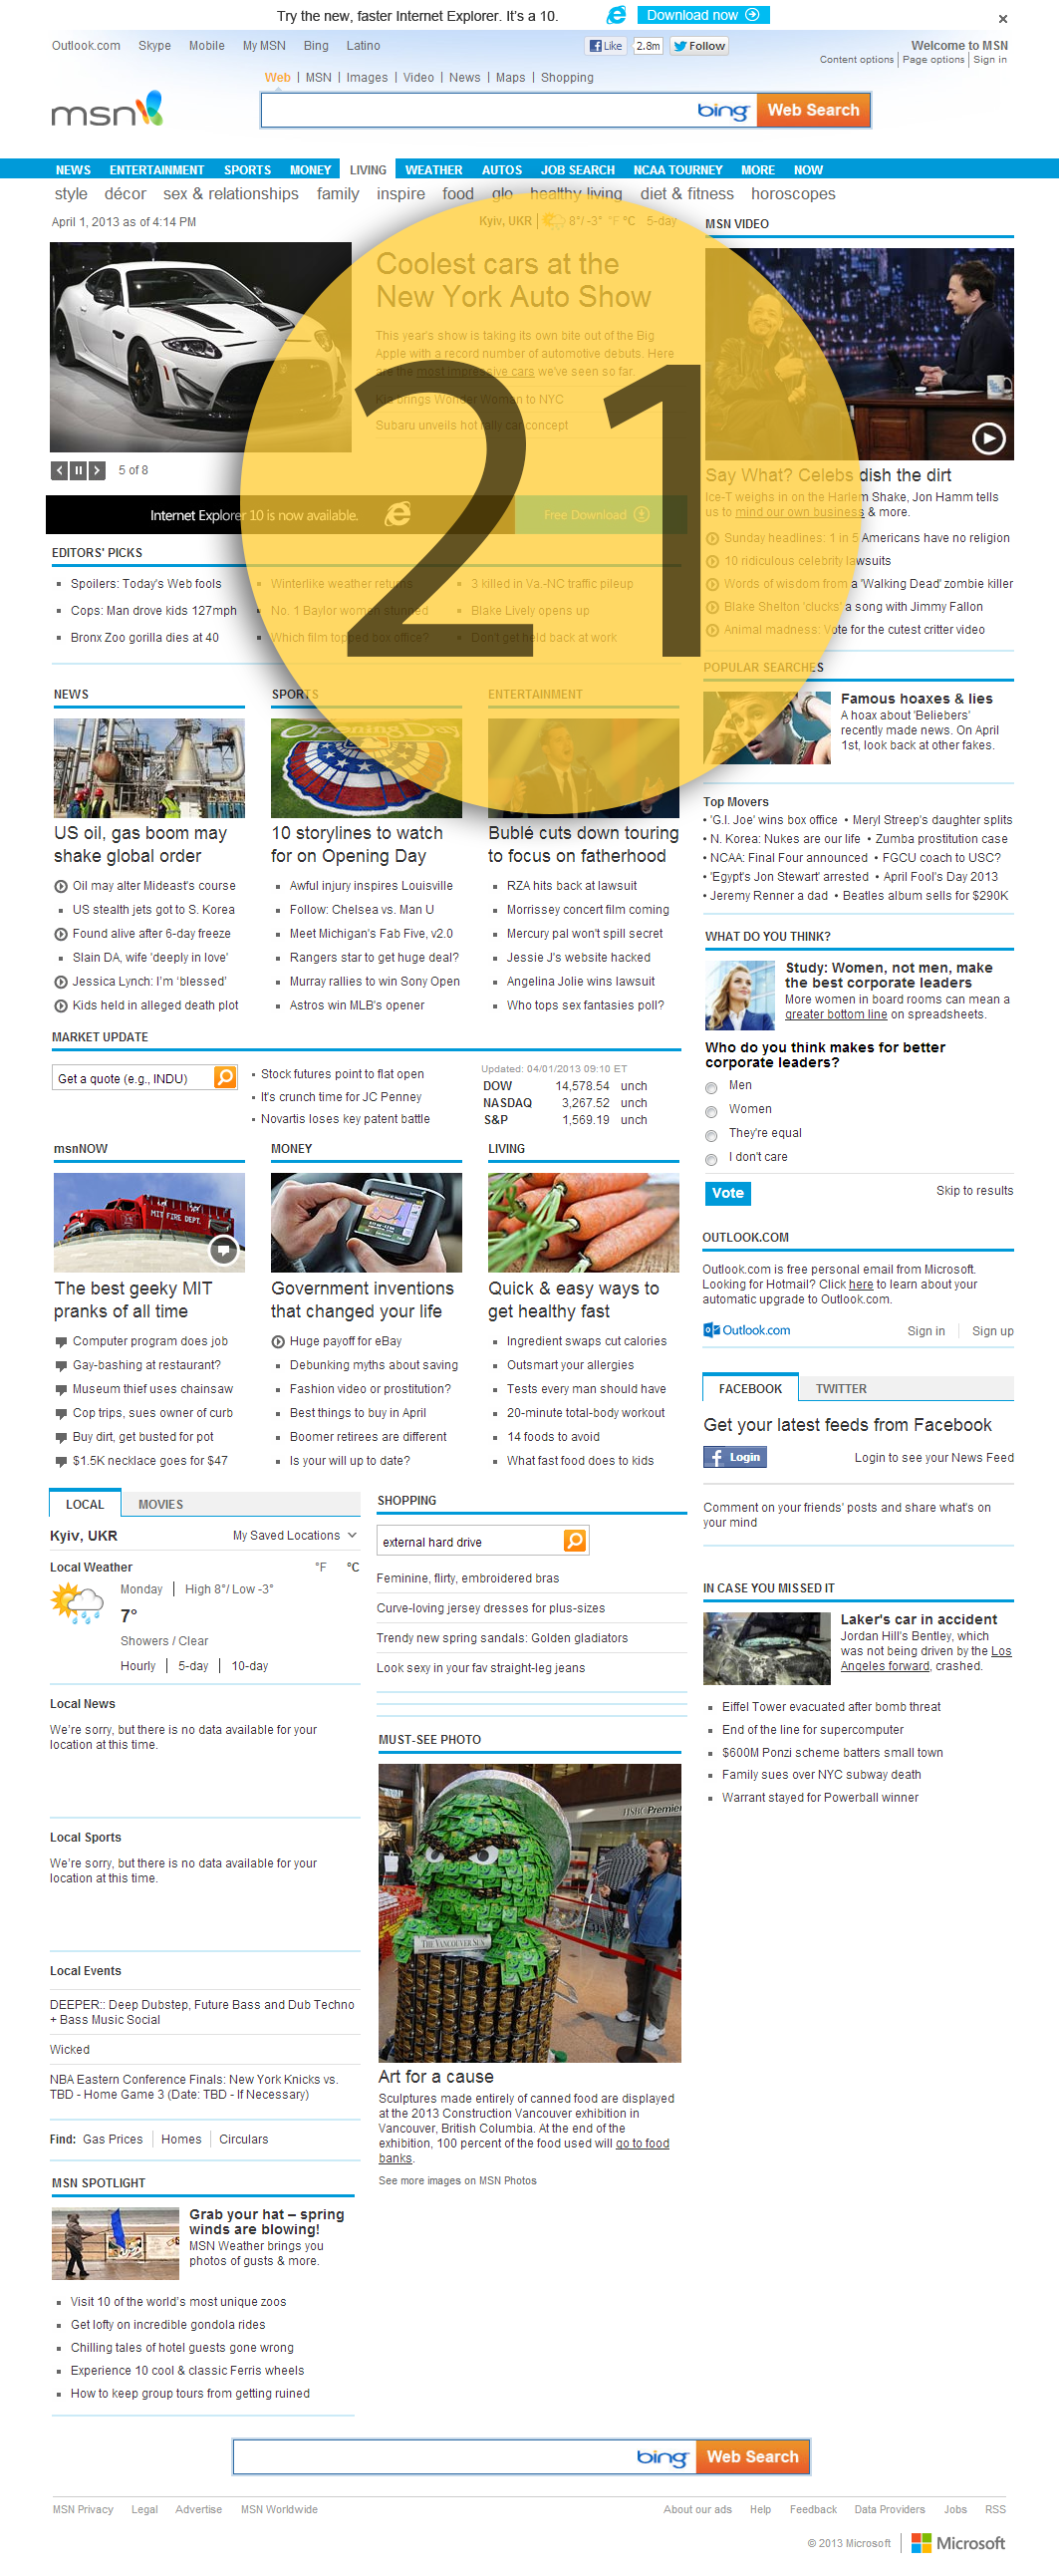 Try the new, faster Internet Explorer. It's a 10.
Download now
Outlook.com Skype Mobile My MSN Bing Latino
Like 2.8m Follow
Welcome to MSN
Content options Page options Sign in
Web MSN Images Video News Maps Shopping
msn
bing Web Search
NEWS ENTERTAINMENT SPORTS MONEY LIVING WEATHER AUTOS JOB SEARCH NCAA TOURNEY MORE NOW
style décor sex & relationships family inspire food glo healthy living diet & fitness horoscopes
April 1, 2013 as of 4:14 PM
Kyiv, UKR 8°/ -3° °F °C 5-day
21
Coolest cars at the
New York Auto Show
This year's show is taking its own bite out of the Big
Apple with a record number of automotive debuts. Here
are the most impressive cars we've seen so far.
Kia brings Wonder Woman to NYC
Subaru unveils hot rally car concept
5 of 8
Internet Explorer 10 is now available.
Free Download
EDITORS' PICKS
Spoilers: Today's Web fools
Cops: Man drove kids 127mph
Bronx Zoo gorilla dies at 40
Winterlike weather returns
No. 1 Baylor women stunned
Which film topped box office?
3 killed in Va.-NC traffic pileup
Blake Lively opens up
Don't get held back at work
MSN VIDEO
Say What? Celebs dish the dirt
Ice-T weighs in on the Harlem Shake, Jon Hamm tells
us to mind our own business & more.
Sunday headlines: 1 in 5 Americans have no religion
10 ridiculous celebrity lawsuits
Words of wisdom from a 'Walking Dead' zombie killer
Blake Shelton 'clucks' a song with Jimmy Fallon
Animal madness: Vote for the cutest critter video
POPULAR SEARCHES
Famous hoaxes & lies
A hoax about 'Beliebers'
recently made news. On April
1st, look back at other fakes.
Top Movers
• 'G.I. Joe' wins box office • Meryl Streep's daughter splits
• N. Korea: Nukes are our life • Zumba prostitution case
• NCAA: Final Four announced • FGCU coach to USC?
• 'Egypt's Jon Stewart' arrested • April Fool's Day 2013
• Jeremy Renner a dad • Beatles album sells for $290K
NEWS
US oil, gas boom may
shake global order
Oil may alter Mideast's course
US stealth jets got to S. Korea
Found alive after 6-day freeze
Slain DA, wife 'deeply in love'
Jessica Lynch: I'm 'blessed'
Kids held in alleged death plot
SPORTS
Opening Day
10 storylines to watch
for on Opening Day
Awful injury inspires Louisville
Follow: Chelsea vs. Man U
Meet Michigan's Fab Five, v2.0
Rangers star to get huge deal?
Murray rallies to win Sony Open
Astros win MLB's opener
ENTERTAINMENT
Bublé cuts down touring
to focus on fatherhood
RZA hits back at lawsuit
Morrissey concert film coming
Mercury pal won't spill secret
Jessie J's website hacked
Angelina Jolie wins lawsuit
Who tops sex fantasies poll?
WHAT DO YOU THINK?
Study: Women, not men, make
the best corporate leaders
More women in board rooms can mean a
greater bottom line on spreadsheets.
Who do you think makes for better
corporate leaders?
Men
Women
They're equal
I don't care
Vote
Skip to results
MARKET UPDATE
Get a quote (e.g., INDU)
Stock futures point to flat open
It's crunch time for JC Penney
Novartis loses key patent battle
Updated: 04/01/2013 09:10 ET
DOW 14,578.54 unch
NASDAQ 3,267.52 unch
S&P 1,569.19 unch
msnNOW
MIT FIRE DEPT.
The best geeky MIT
pranks of all time
Computer program does job
Gay-bashing at restaurant?
Museum thief uses chainsaw
Cop trips, sues owner of curb
Buy dirt, get busted for pot
$1.5K necklace goes for $47
MONEY
Government inventions
that changed your life
Huge payoff for eBay
Debunking myths about saving
Fashion video or prostitution?
Best things to buy in April
Boomer retirees are different
Is your will up to date?
LIVING
Quick & easy ways to
get healthy fast
Ingredient swaps cut calories
Outsmart your allergies
Tests every man should have
20-minute total-body workout
14 foods to avoid
What fast food does to kids
OUTLOOK.COM
Outlook.com is free personal email from Microsoft.
Looking for Hotmail? Click here to learn about your
automatic upgrade to Outlook.com.
Outlook.com Sign in Sign up
FACEBOOK TWITTER
Get your latest feeds from Facebook
Login Login to see your News Feed
Comment on your friends' posts and share what's on
your mind
LOCAL MOVIES
Kyiv, UKR My Saved Locations
Local Weather °F °C
Monday High 8°/ Low -3°
7°
Showers / Clear
Hourly 5-day 10-day
Local News
We're sorry, but there is no data available for your
location at this time.
Local Sports
We're sorry, but there is no data available for your
location at this time.
Local Events
DEEPER:: Deep Dubstep, Future Bass and Dub Techno
+ Bass Music Social
Wicked
NBA Eastern Conference Finals: New York Knicks vs.
TBD - Home Game 3 (Date: TBD - If Necessary)
Find: Gas Prices Homes Circulars
SHOPPING
external hard drive
Feminine, flirty, embroidered bras
Curve-loving jersey dresses for plus-sizes
Trendy new spring sandals: Golden gladiators
Look sexy in your fav straight-leg jeans
MUST-SEE PHOTO
HSBC Premier
THE VANCOUVER SUN
Art for a cause
Sculptures made entirely of canned food are displayed
at the 2013 Construction Vancouver exhibition in
Vancouver, British Columbia. At the end of the
exhibition, 100 percent of the food used will go to food
banks.
See more images on MSN Photos
IN CASE YOU MISSED IT
Laker's car in accident
Jordan Hill's Bentley, which
was not being driven by the Los
Angeles forward, crashed.
Eiffel Tower evacuated after bomb threat
End of the line for supercomputer
$600M Ponzi scheme batters small town
Family sues over NYC subway death
Warrant stayed for Powerball winner
MSN SPOTLIGHT
Grab your hat – spring
winds are blowing!
MSN Weather brings you
photos of gusts & more.
Visit 10 of the world's most unique zoos
Get lofty on incredible gondola rides
Chilling tales of hotel guests gone wrong
Experience 10 cool & classic Ferris wheels
How to keep group tours from getting ruined
bing Web Search
MSN Privacy Legal Advertise MSN Worldwide
About our ads Help Feedback Data Providers Jobs RSS
© 2013 Microsoft Microsoft